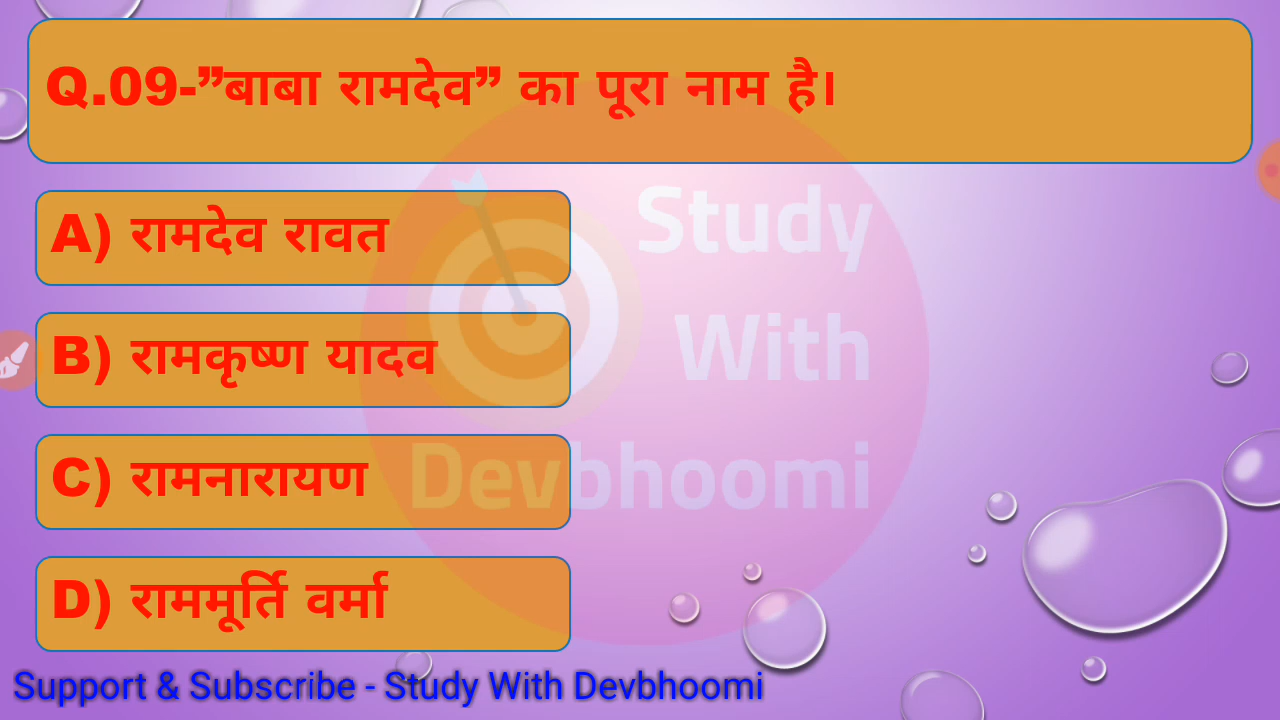 Q.09-”बाबा रामदेव” का पूरा नाम है।
A) रामदेव रावत
B) रामकृष्ण यादव
C) रामनारायण
D) राममूर्ति वर्मा
Study
With
Devbhoomi
Support & Subscribe - Study With Devbhoomi